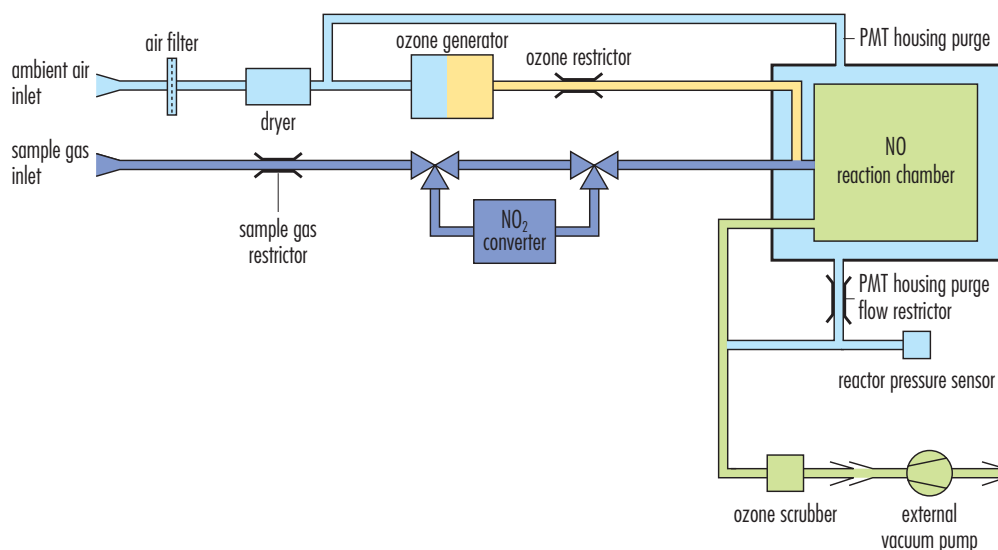 air filter
ozone generator
PMT housing purge
ambient air
inlet
ozone restrictor
dryer
sample gas
inlet
NO
reaction chamber
sample gas
restrictor
NO₂
converter
PMT housing purge
flow restrictor
reactor pressure sensor
ozone scrubber
external
vacuum pump